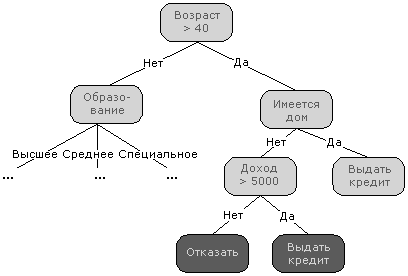 Возраст
> 40
Нет
Да
Образо-
вание
Имеется
дом
Высшее Среднее Специальное
... ... ...
Нет
Да
Доход
> 5000
Выдать
кредит
Нет
Да
Отказать
Выдать
кредит